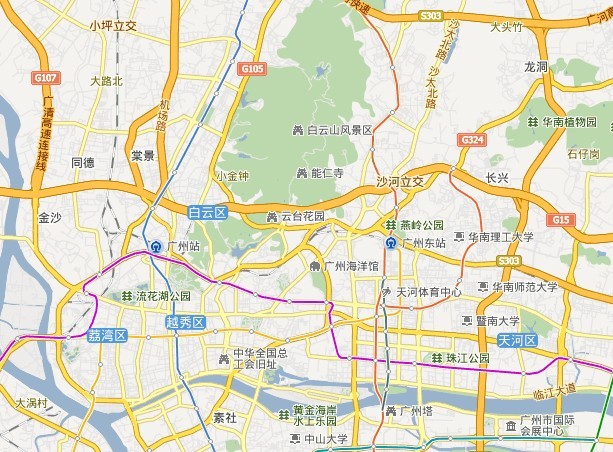 S303
广河高
小坪立交
大头竹
沙太北路
沙太北路
龙洞
G105
G107
大路北
机场路
广清高速连接线
华南植物园
白云山风景区
G324
石仔岗
棠景
同德
能仁寺
小金钟
沙河立交
长兴
金沙
白云区
云台花园
G15
燕岭公园
广州站
广州东站
华南理工大学
S303
广州海洋馆
华南师范大学
流花湖公园
天河体育中心
越秀区
暨南大学
荔湾区
天河区
中华全国总
工会旧址
珠江公园
临江大道
大涡村
黄金海岸
水上乐园
素社
广州塔
广州市国际
会展中心
中山大学